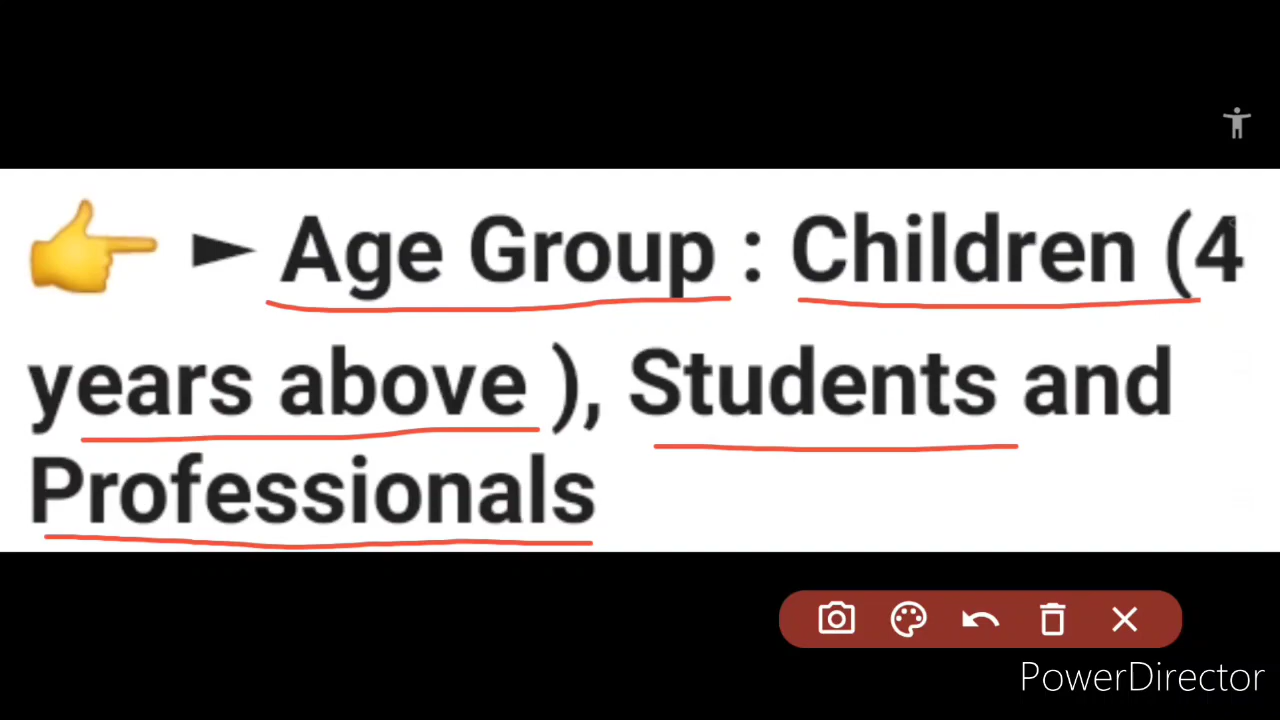 👉 ► Age Group : Children (4
years above ), Students and
Professionals
PowerDirector